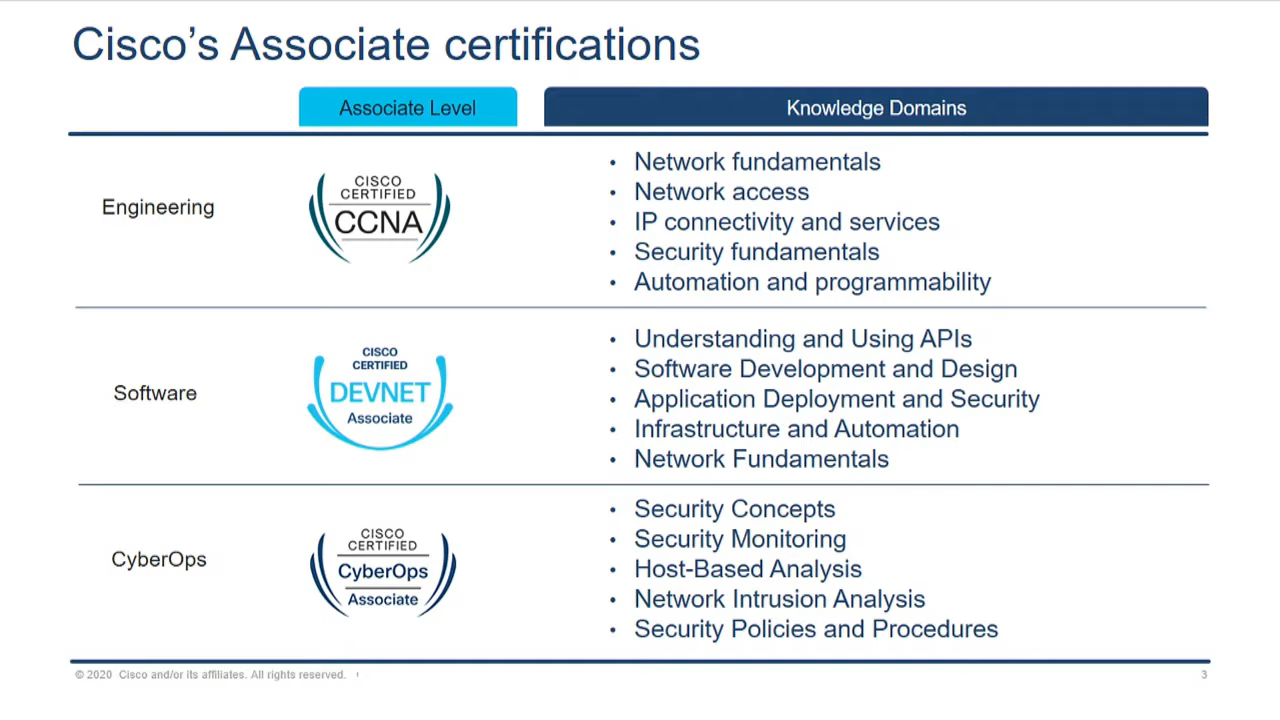 Cisco's Associate certifications
Associate Level
Knowledge Domains
Engineering
CISCO
CERTIFIED
CCNA
• Network fundamentals
• Network access
• IP connectivity and services
• Security fundamentals
• Automation and programmability
Software
CISCO
CERTIFIED
DEVNET
Associate
• Understanding and Using APIs
• Software Development and Design
• Application Deployment and Security
• Infrastructure and Automation
• Network Fundamentals
CyberOps
CISCO
CERTIFIED
CyberOps
Associate
• Security Concepts
• Security Monitoring
• Host-Based Analysis
• Network Intrusion Analysis
• Security Policies and Procedures
© 2020 Cisco and/or its affiliates. All rights reserved.
3